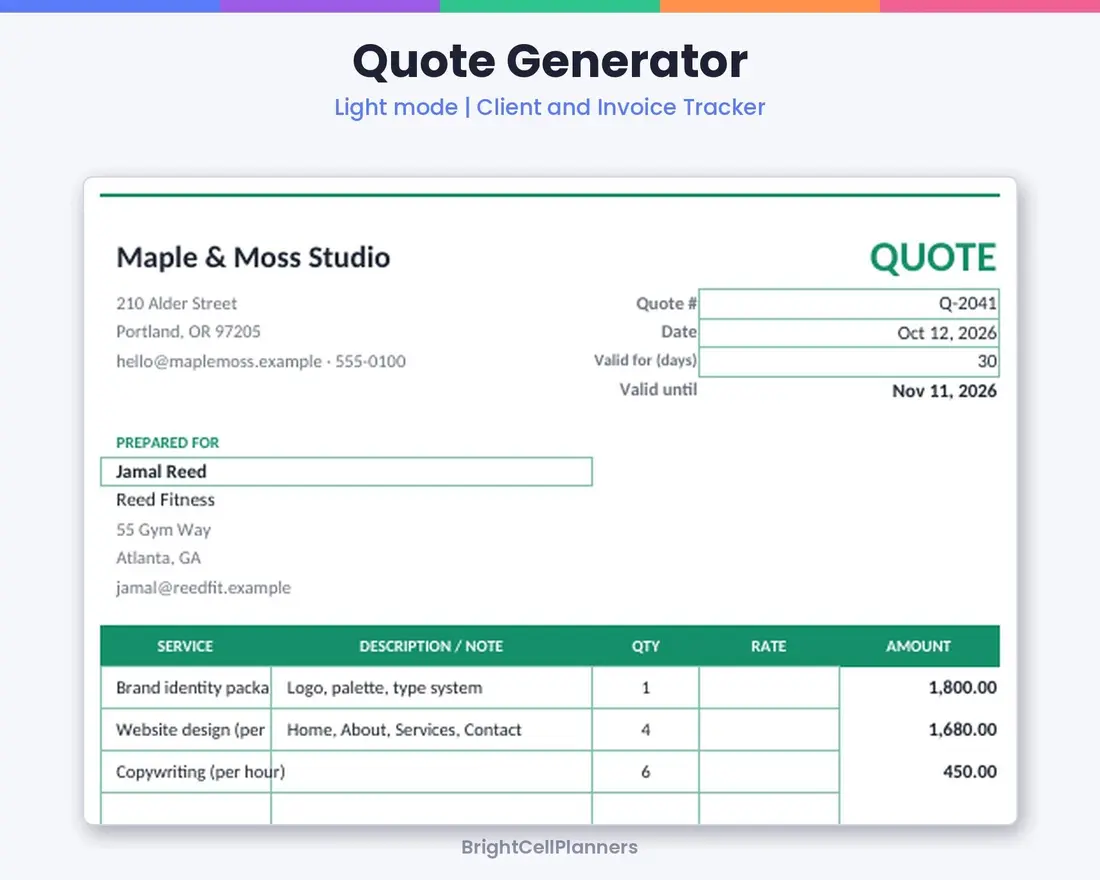 Quote Generator
Light mode | Client and Invoice Tracker
Maple & Moss Studio
QUOTE
210 Alder Street
Quote # Q-2041
Portland, OR 97205
Date Oct 12, 2026
hello@maplemoss.example · 555-0100
Valid for (days) 30
Valid until Nov 11, 2026
PREPARED FOR
Jamal Reed
Reed Fitness
55 Gym Way
Atlanta, GA
jamal@reedfit.example
SERVICE DESCRIPTION / NOTE QTY RATE AMOUNT
Brand identity packa Logo, palette, type system 1 1,800.00
Website design (per Home, About, Services, Contact 4 1,680.00
Copywriting (per hour) 6 450.00
BrightCellPlanners